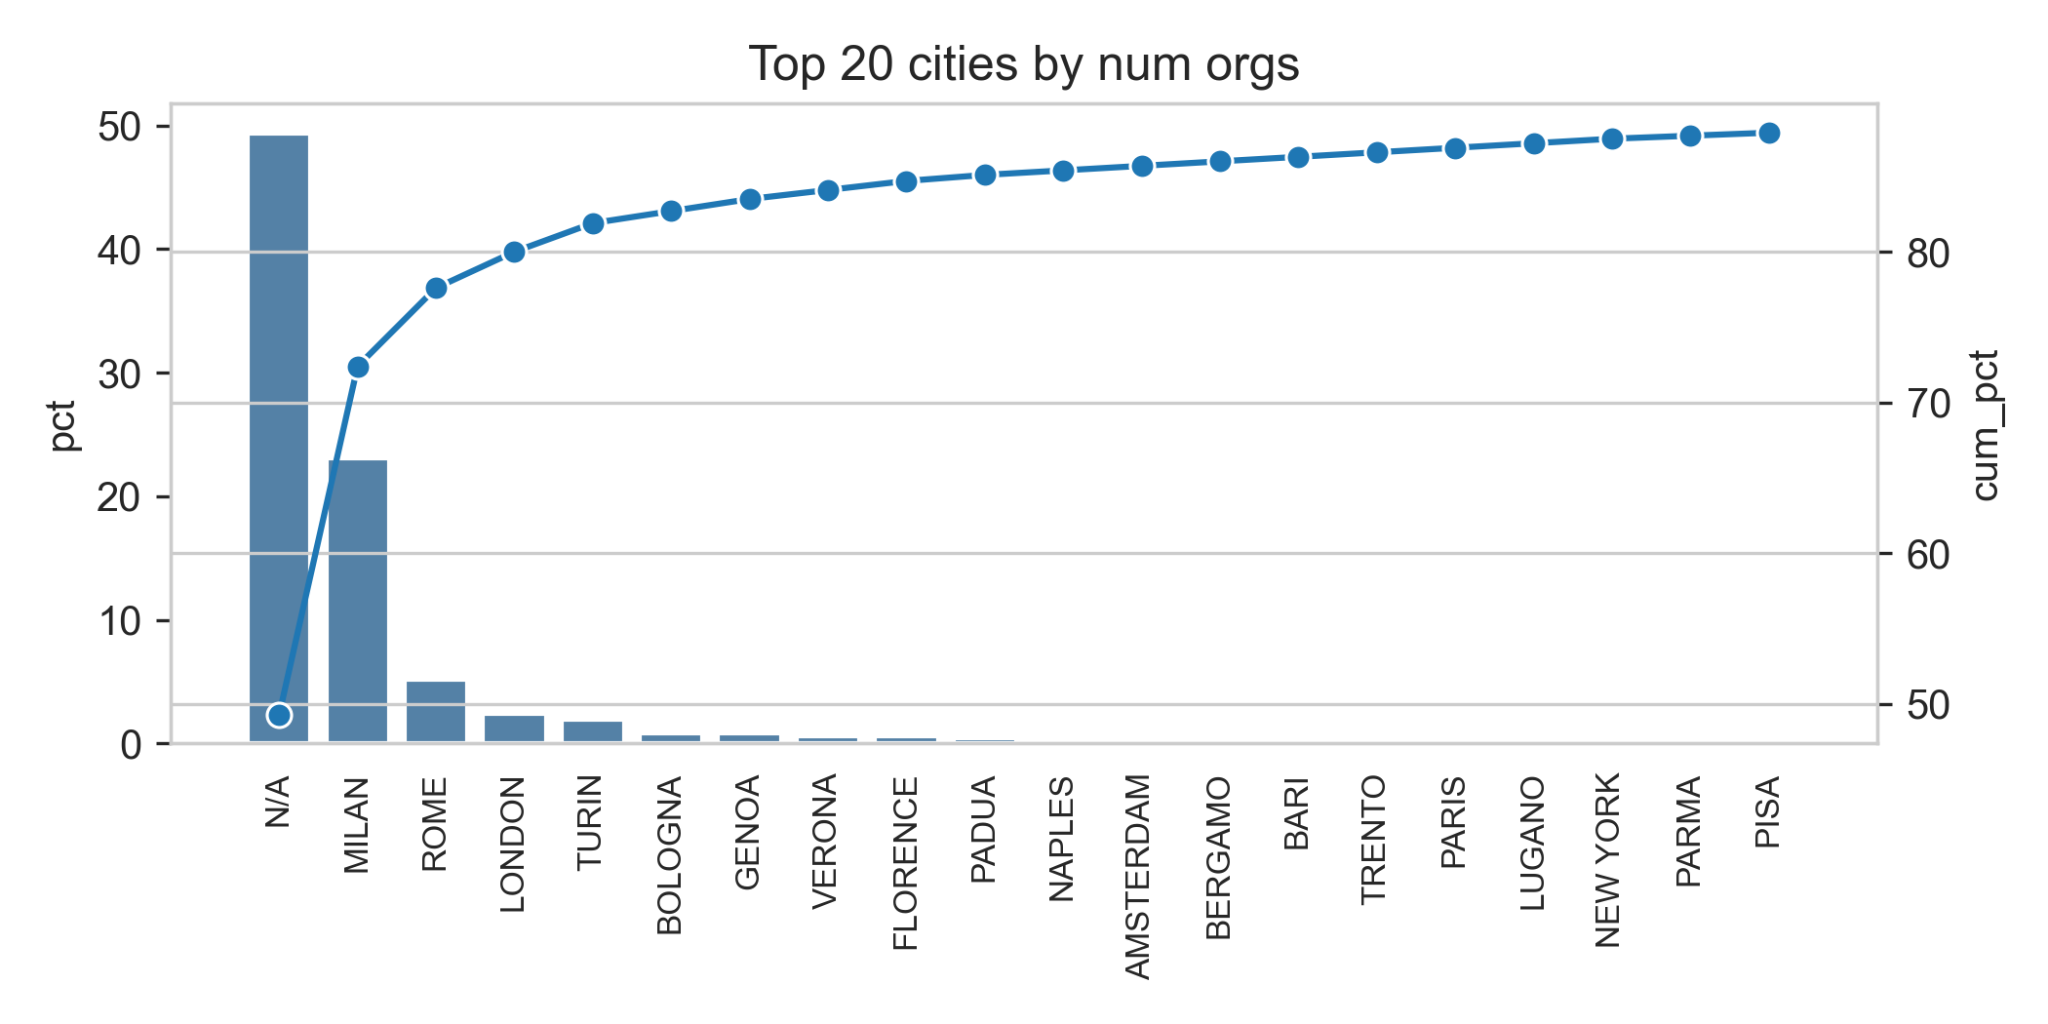 Top 20 cities by num orgs
pct
50
40
30
20
10
0
cum_pct
80
70
60
50
N/A
MILAN
ROME
LONDON
TURIN
BOLOGNA
GENOA
VERONA
FLORENCE
PADUA
NAPLES
AMSTERDAM
BERGAMO
BARI
TRENTO
PARIS
LUGANO
NEW YORK
PARMA
PISA